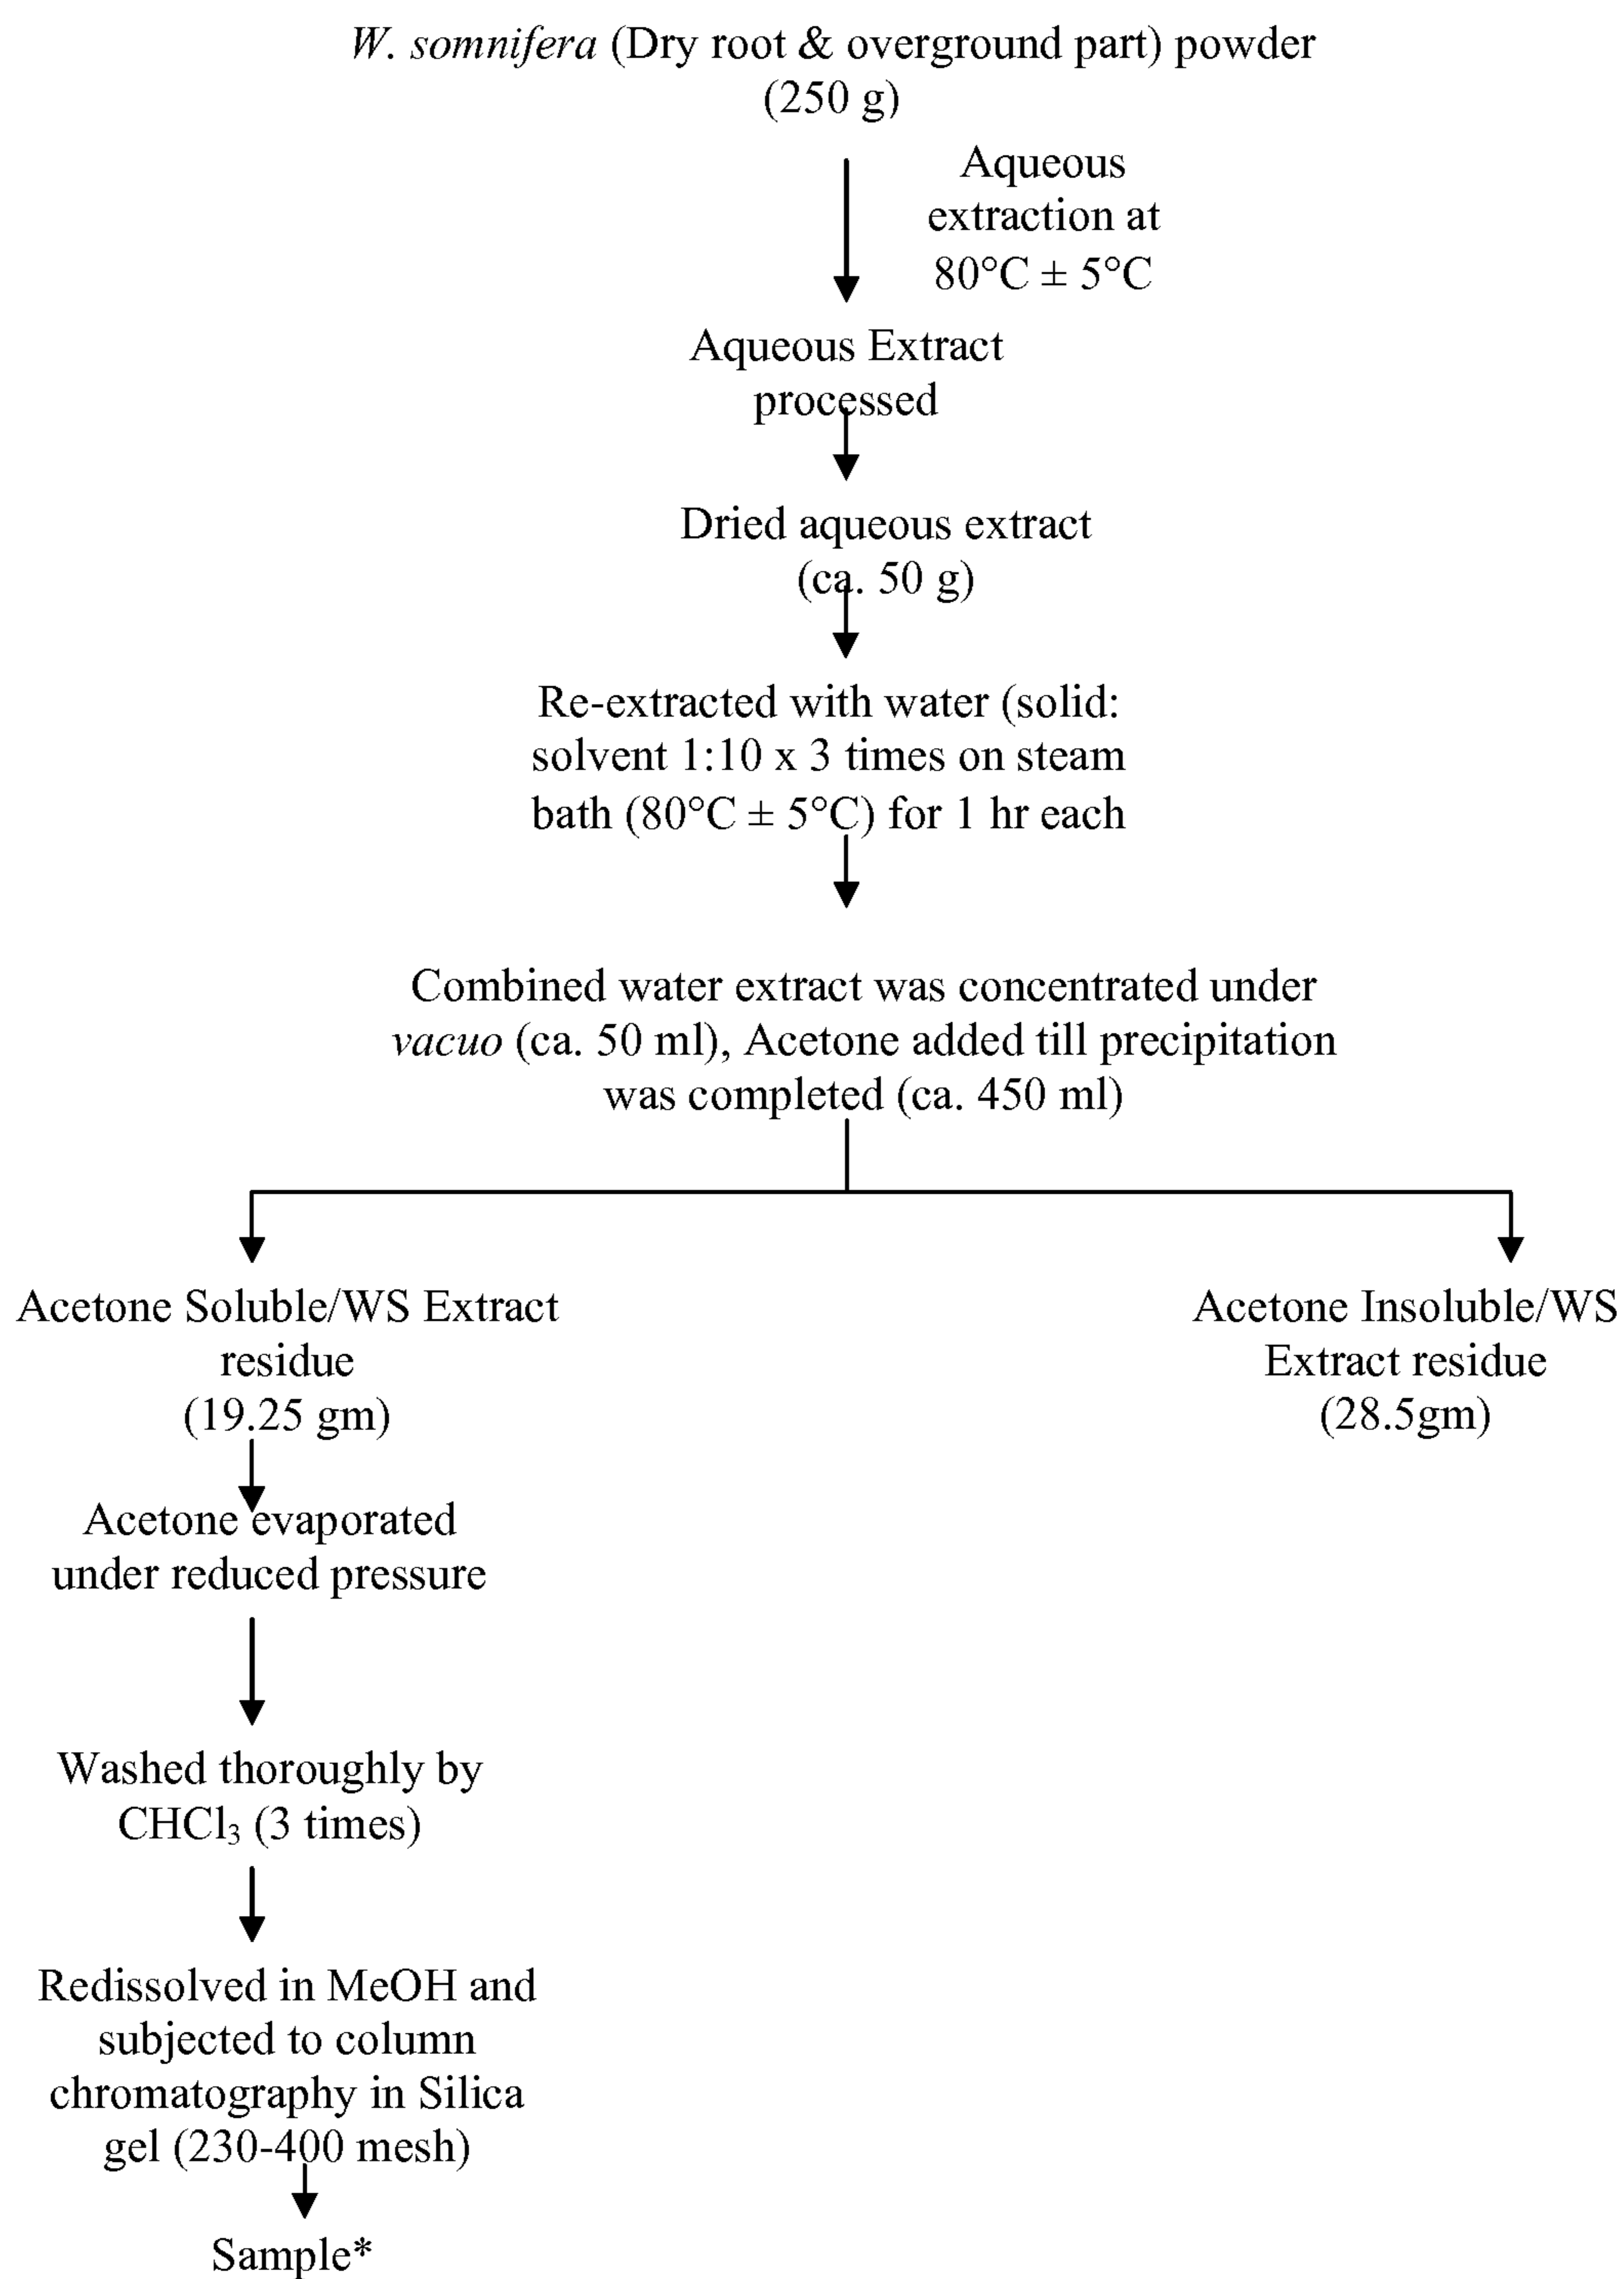 W. somnifera (Dry root & overground part) powder
(250 g)
Aqueous
extraction at
80°C ± 5°C
Aqueous Extract
processed
Dried aqueous extract
(ca. 50 g)
Re-extracted with water (solid:
solvent 1:10 x 3 times on steam
bath (80°C ± 5°C) for 1 hr each
Combined water extract was concentrated under
vacuo (ca. 50 ml), Acetone added till precipitation
was completed (ca. 450 ml)
Acetone Soluble/WS Extract
residue
(19.25 gm)
Acetone Insoluble/WS
Extract residue
(28.5gm)
Acetone evaporated
under reduced pressure
Washed thoroughly by
CHCl₃ (3 times)
Redissolved in MeOH and
subjected to column
chromatography in Silica
gel (230-400 mesh)
Sample*